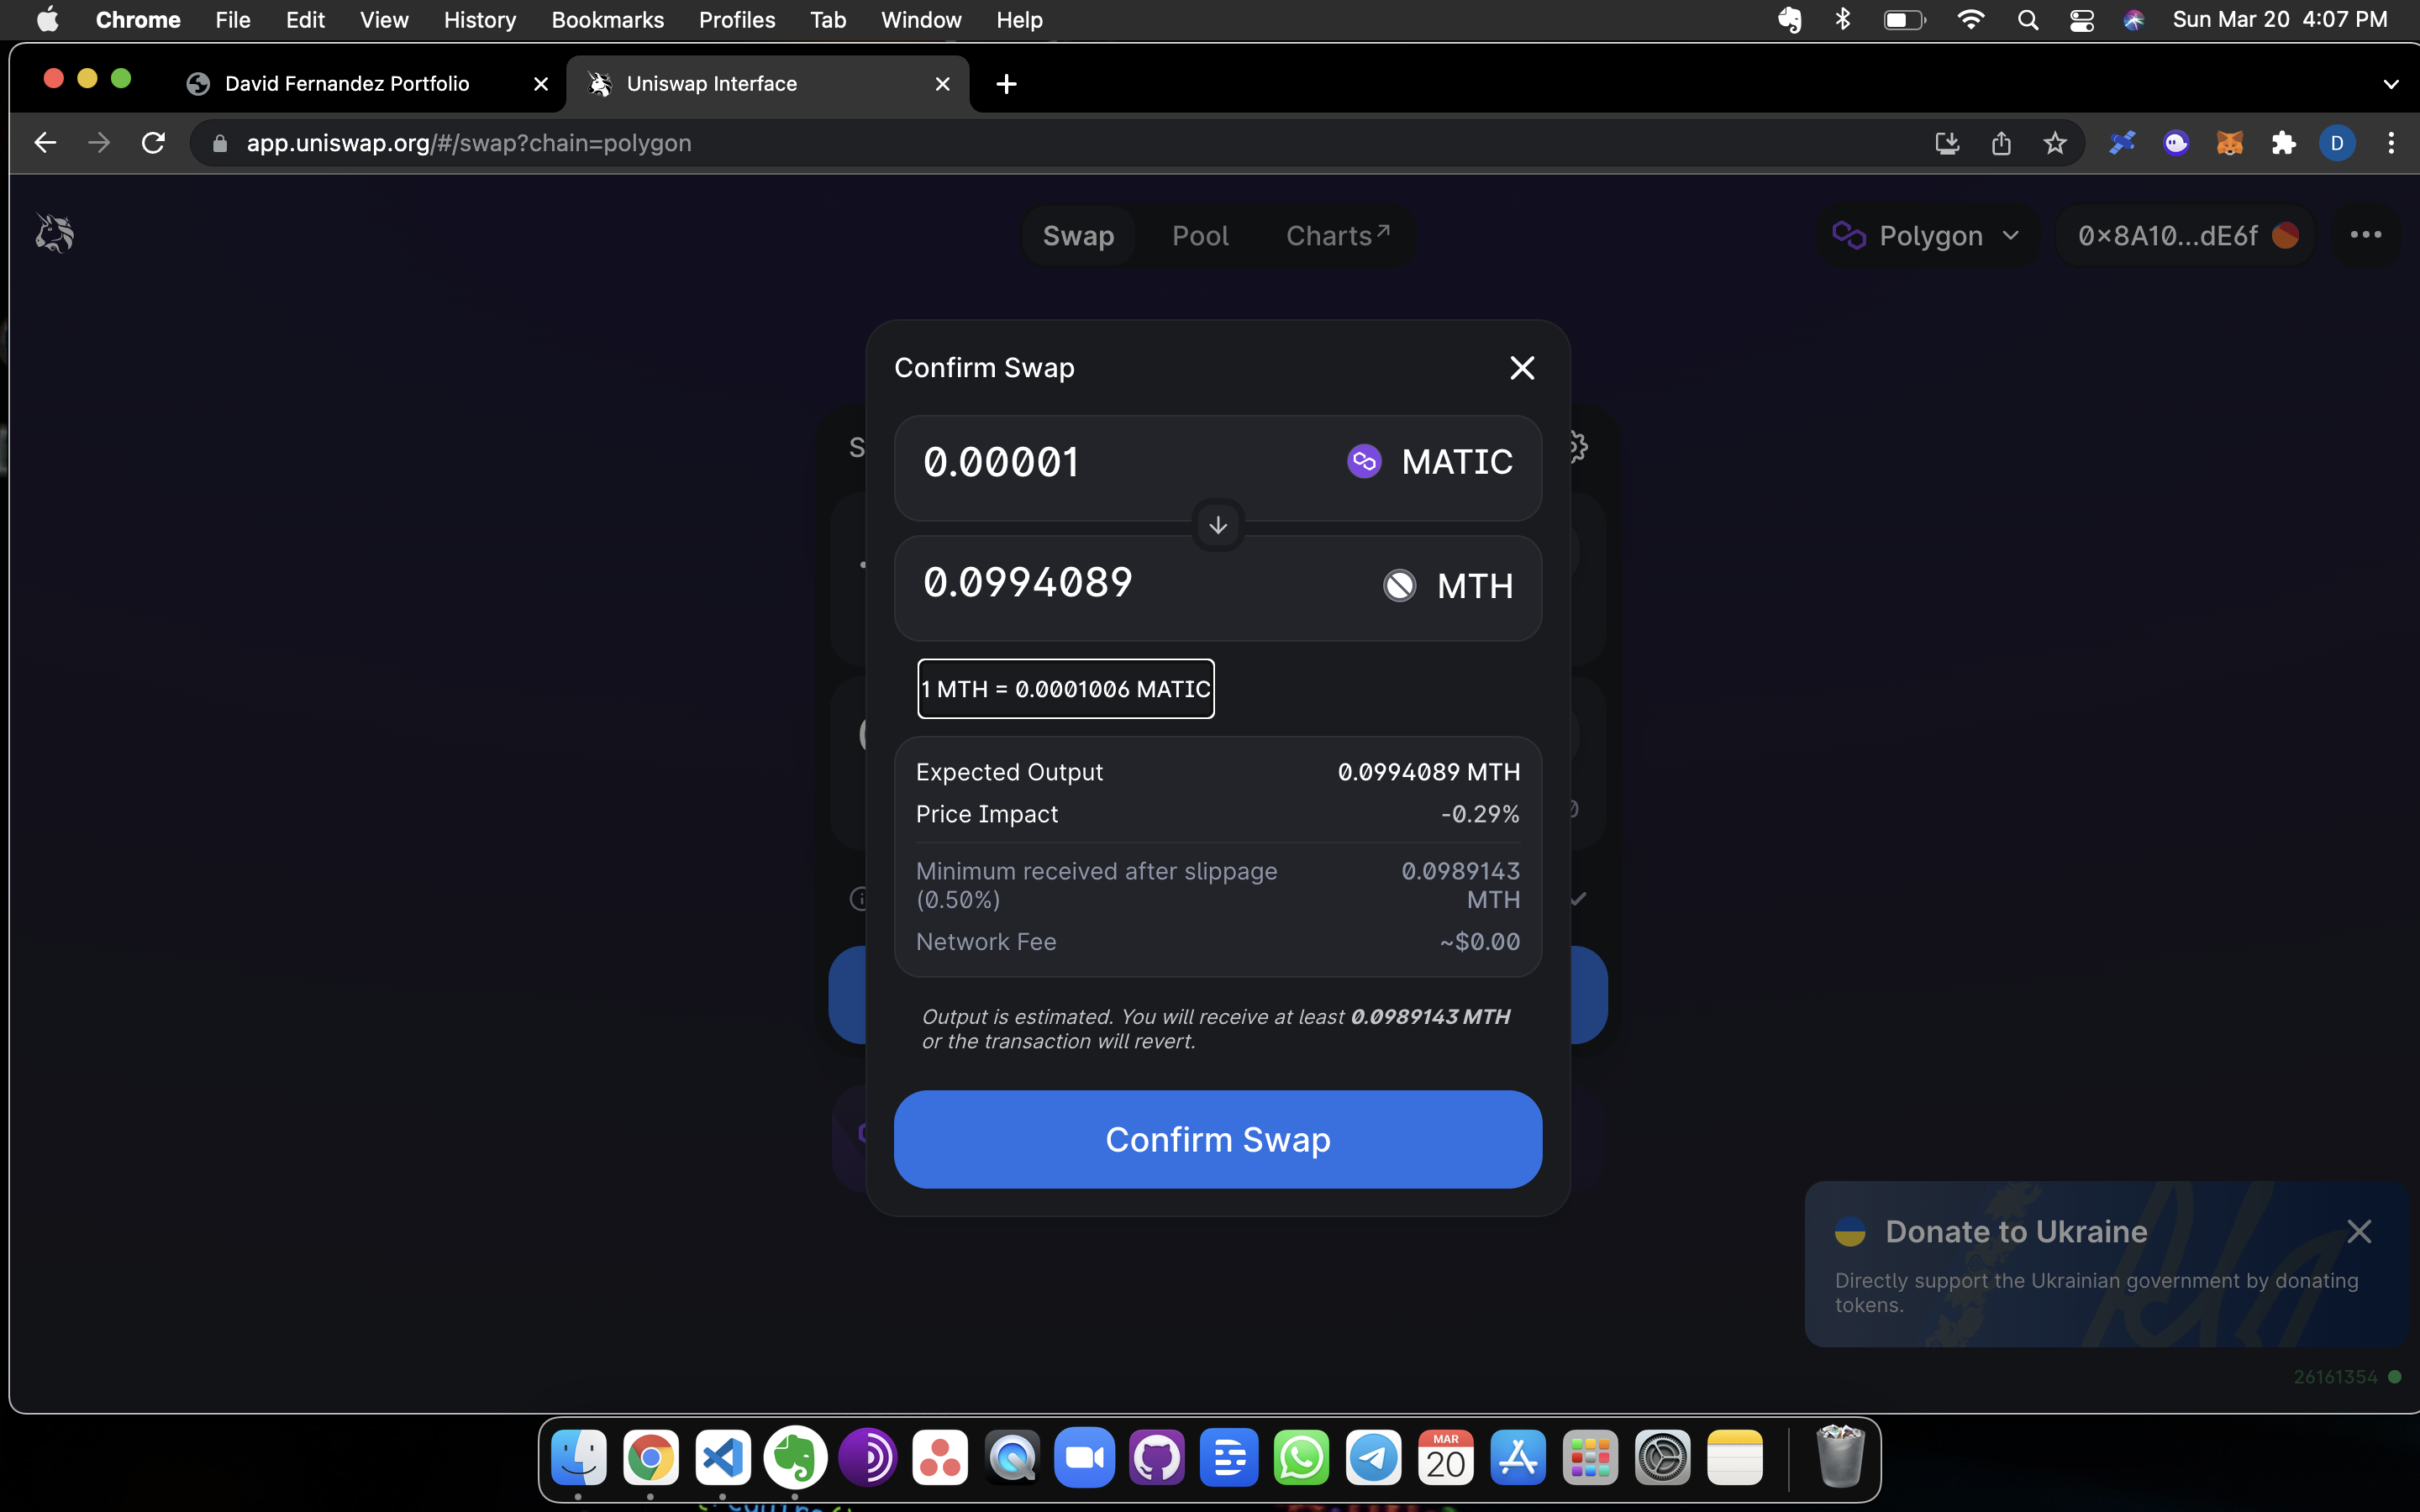 Chrome File Edit View History Bookmarks Profiles Tab Window Help Sun Mar 20 4:07 PM
David Fernandez Portfolio Uniswap Interface
app.uniswap.org/#/swap?chain=polygon D
Swap Pool Charts↗ Polygon 0x8A10...dE6f
Confirm Swap
S
0.00001 MATIC
0.0994089 MTH
1 MTH = 0.0001006 MATIC
Expected Output 0.0994089 MTH
Price Impact -0.29%
Minimum received after slippage 0.0989143
(0.50%) MTH
Network Fee ~$0.00
Output is estimated. You will receive at least 0.0989143 MTH
or the transaction will revert.
Confirm Swap
Donate to Ukraine
Directly support the Ukrainian government by donating
tokens.
26161354
MAR
20